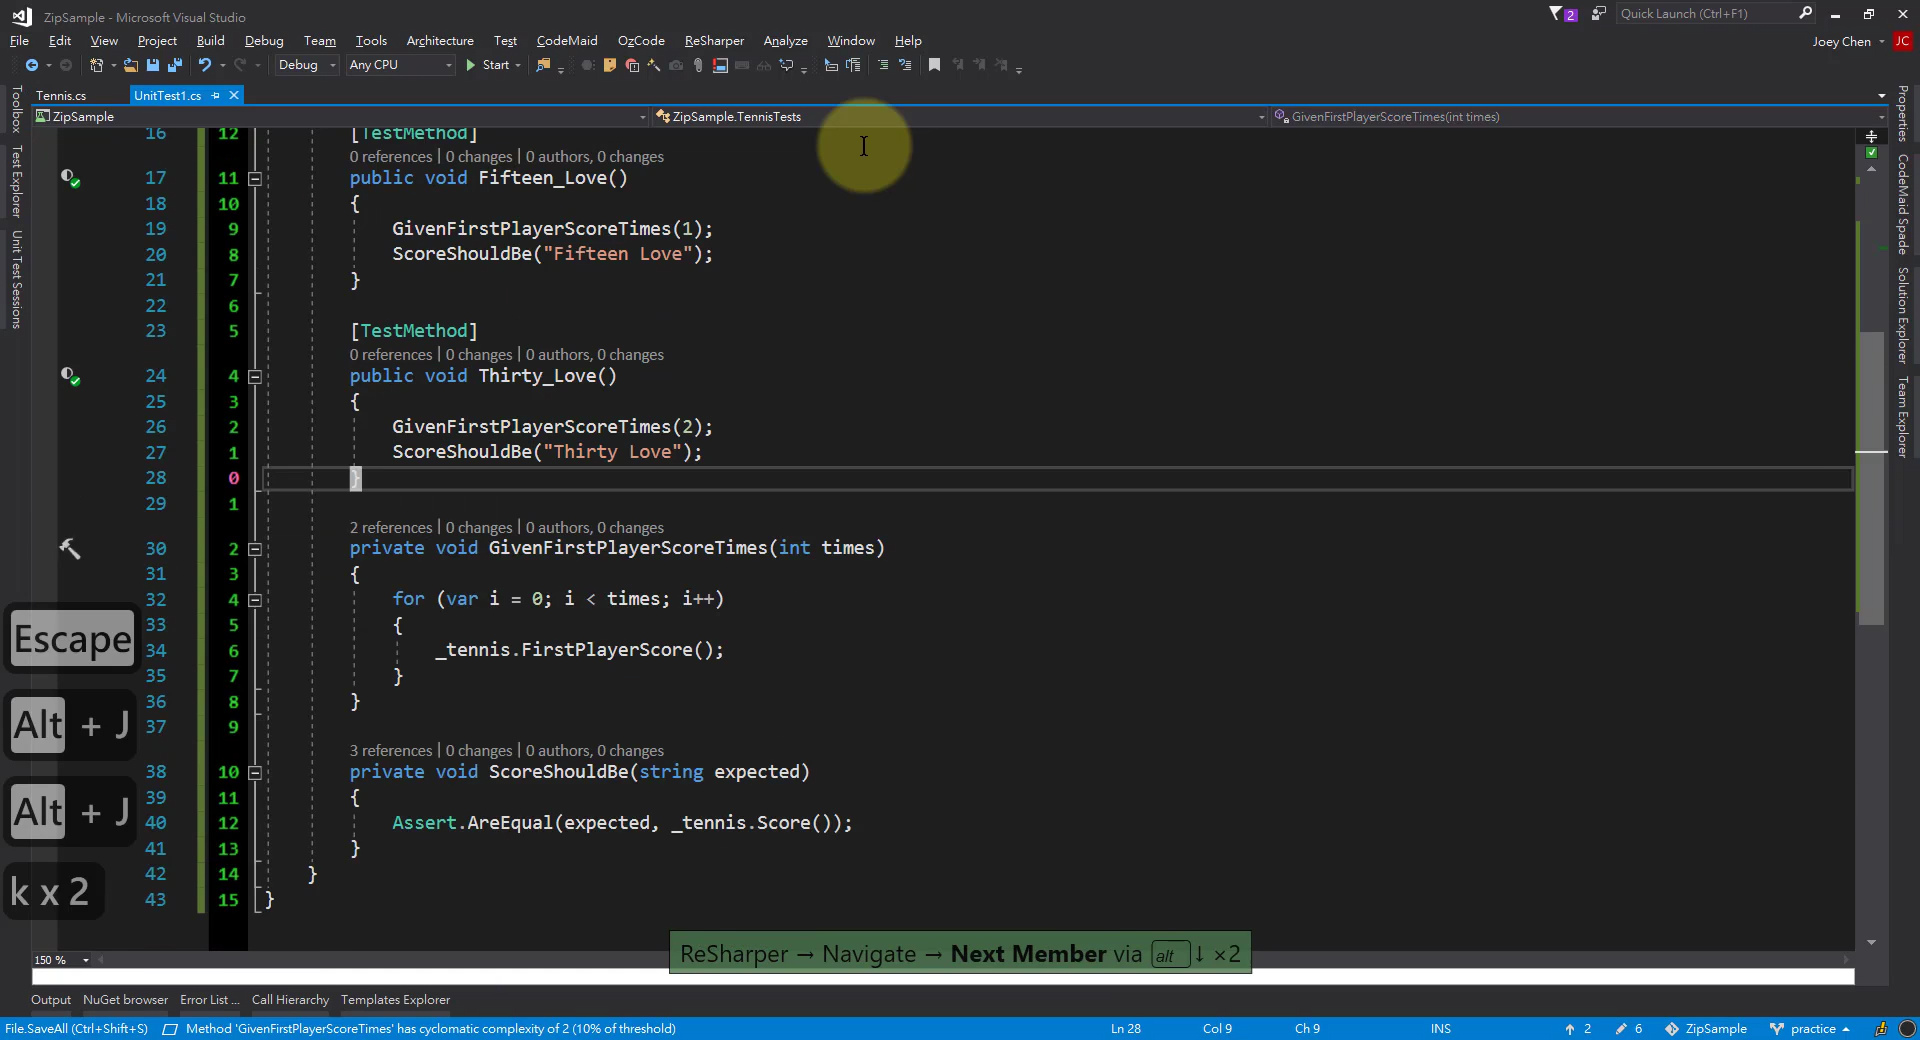 ZipSample - Microsoft Visual Studio
2
Quick Launch (Ctrl+F1)
File Edit View Project Build Debug Team Tools Architecture Test CodeMaid OzCode ReSharper Analyze Window Help
Joey Chen JC
Debug Any CPU Start
Tennis.cs UnitTest1.cs
ZipSample ZipSample.TennisTests GivenFirstPlayerScoreTimes(int times)
Toolbox
Test Explorer
Unit Test Sessions
Properties
CodeMaid Spade
Solution Explorer
Team Explorer
16 12 [TestMethod]
0 references | 0 changes | 0 authors, 0 changes
17 11 public void Fifteen_Love()
18 10 {
19 9 GivenFirstPlayerScoreTimes(1);
20 8 ScoreShouldBe("Fifteen Love");
21 7 }
22 6
23 5 [TestMethod]
0 references | 0 changes | 0 authors, 0 changes
24 4 public void Thirty_Love()
25 3 {
26 2 GivenFirstPlayerScoreTimes(2);
27 1 ScoreShouldBe("Thirty Love");
28 0 }
29 1
2 references | 0 changes | 0 authors, 0 changes
30 2 private void GivenFirstPlayerScoreTimes(int times)
31 3 {
32 4 for (var i = 0; i < times; i++)
33 5 {
34 6 _tennis.FirstPlayerScore();
35 7 }
36 8 }
37 9
3 references | 0 changes | 0 authors, 0 changes
38 10 private void ScoreShouldBe(string expected)
39 11 {
40 12 Assert.AreEqual(expected, _tennis.Score());
41 13 }
42 14 }
43 15 }
Escape
Alt + J
Alt + J
k x 2
ReSharper → Navigate → Next Member via alt ↓ ×2
150 %
Output NuGet browser Error List ... Call Hierarchy Templates Explorer
File.SaveAll (Ctrl+Shift+S) Method 'GivenFirstPlayerScoreTimes' has cyclomatic complexity of 2 (10% of threshold) Ln 28 Col 9 Ch 9 INS 2 6 ZipSample practice